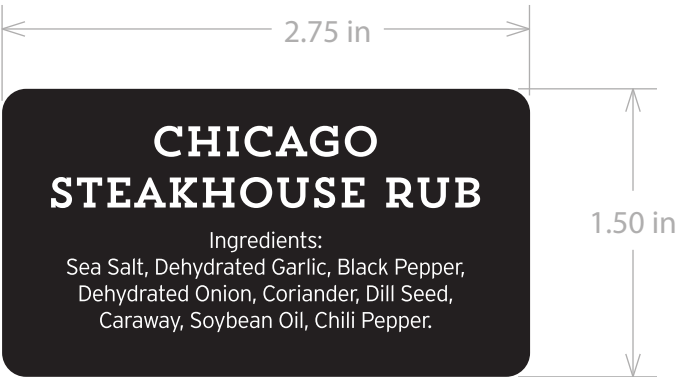 2.75 in
CHICAGO
STEAKHOUSE RUB
1.50 in
Ingredients:
Sea Salt, Dehydrated Garlic, Black Pepper,
Dehydrated Onion, Coriander, Dill Seed,
Caraway, Soybean Oil, Chili Pepper.